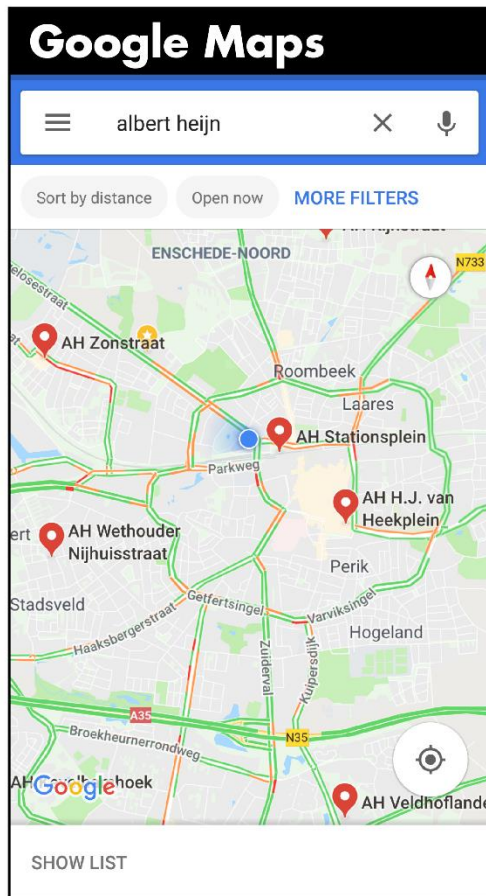 Google Maps
albert heijn
Sort by distance
Open now
MORE FILTERS
ENSCHEDE-NOORD
N733
AH Zonstraat
Roombeek
Laares
AH Stationsplein
Parkweg
AH H.J. van
Heekplein
AH Wethouder
Nijhuisstraat
Perik
Stadsveld
Getfertsingel
Varviksingel
Hogeland
Haaksbergerstraat
Zuiderval
Kuipersdijk
A35
N35
Broekheurnerrondweg
Google
AH Veldhoflande
SHOW LIST